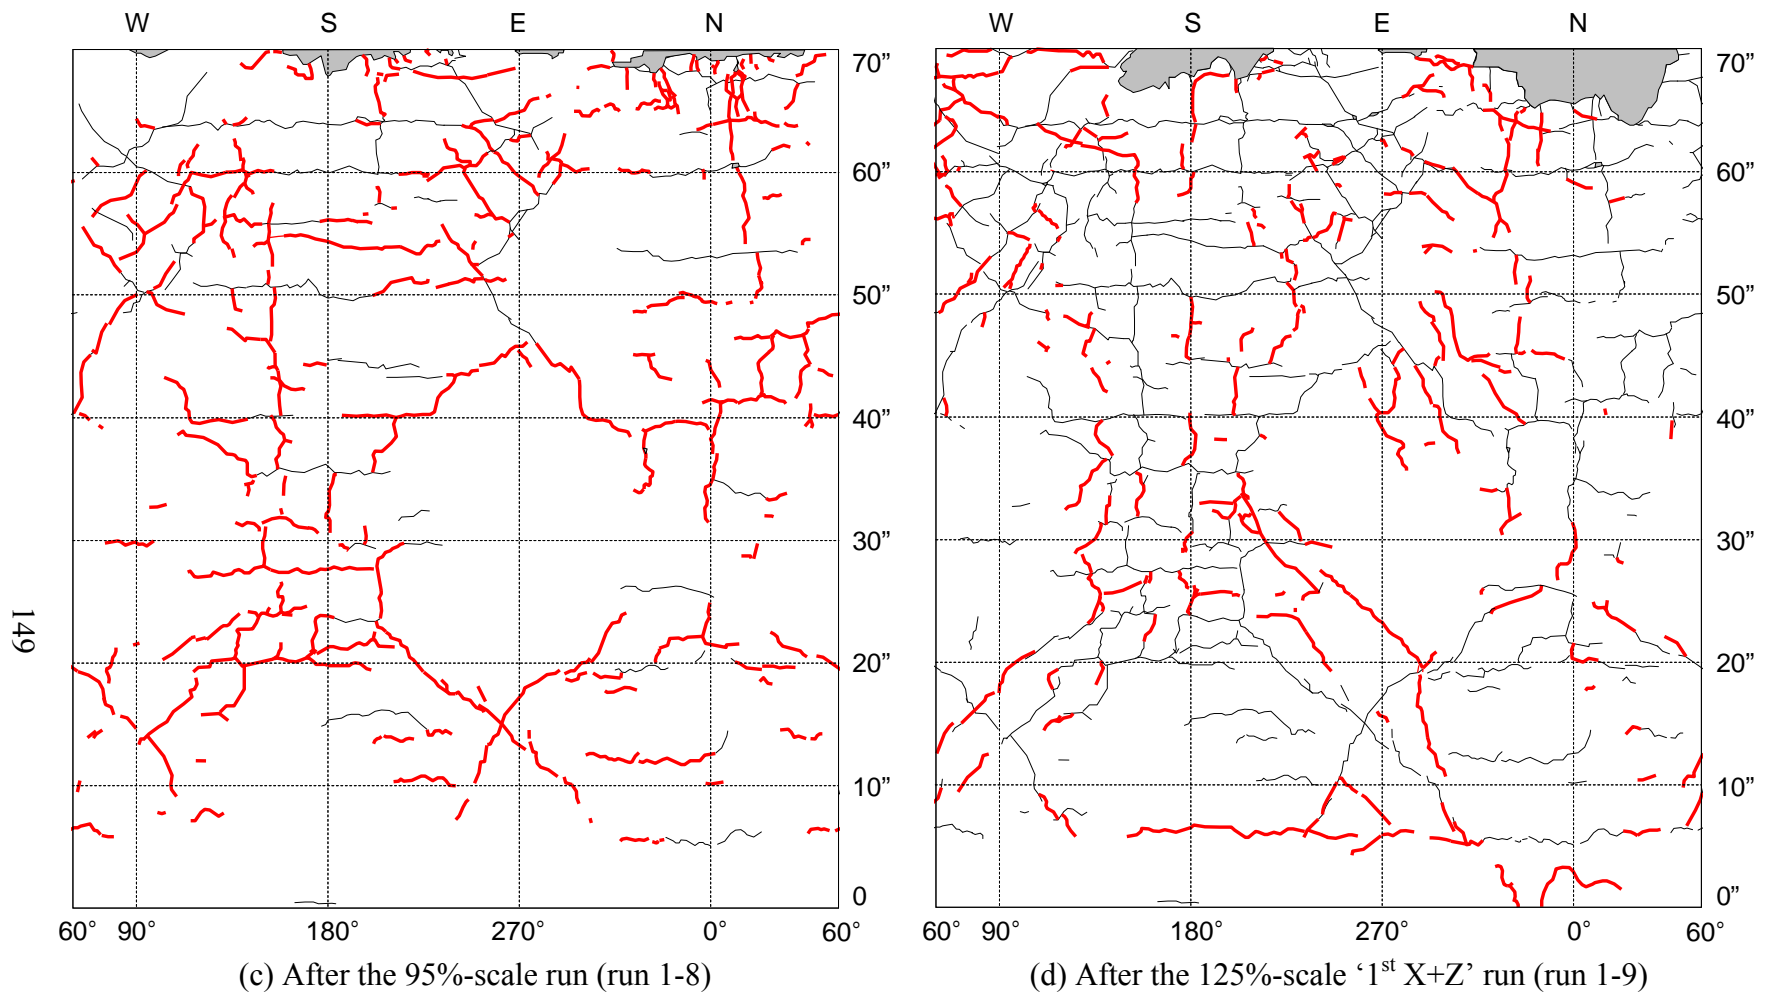 W S E N
W S E N
70” 70”
60” 60”
50” 50”
40” 40”
30” 30”
149
20” 20”
10” 10”
0 0”
60° 90° 180° 270° 0° 60°
60° 90° 180° 270° 0° 60°
(c) After the 95%-scale run (run 1-8)
(d) After the 125%-scale ‘1st X+Z’ run (run 1-9)